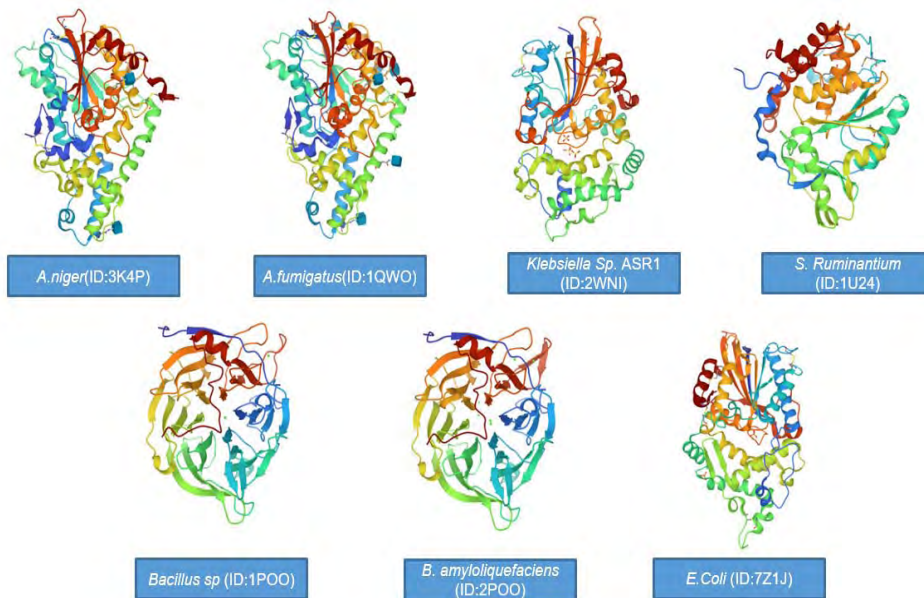 A.niger(ID:3K4P)
A.fumigatus(ID:1QWO)
Klebsiella Sp. ASR1
(ID:2WNI)
S. Ruminantium
(ID:1U24)
Bacillus sp (ID:1POO)
B. amyloliquefaciens
(ID:2POO)
E.Coli (ID:7Z1J)